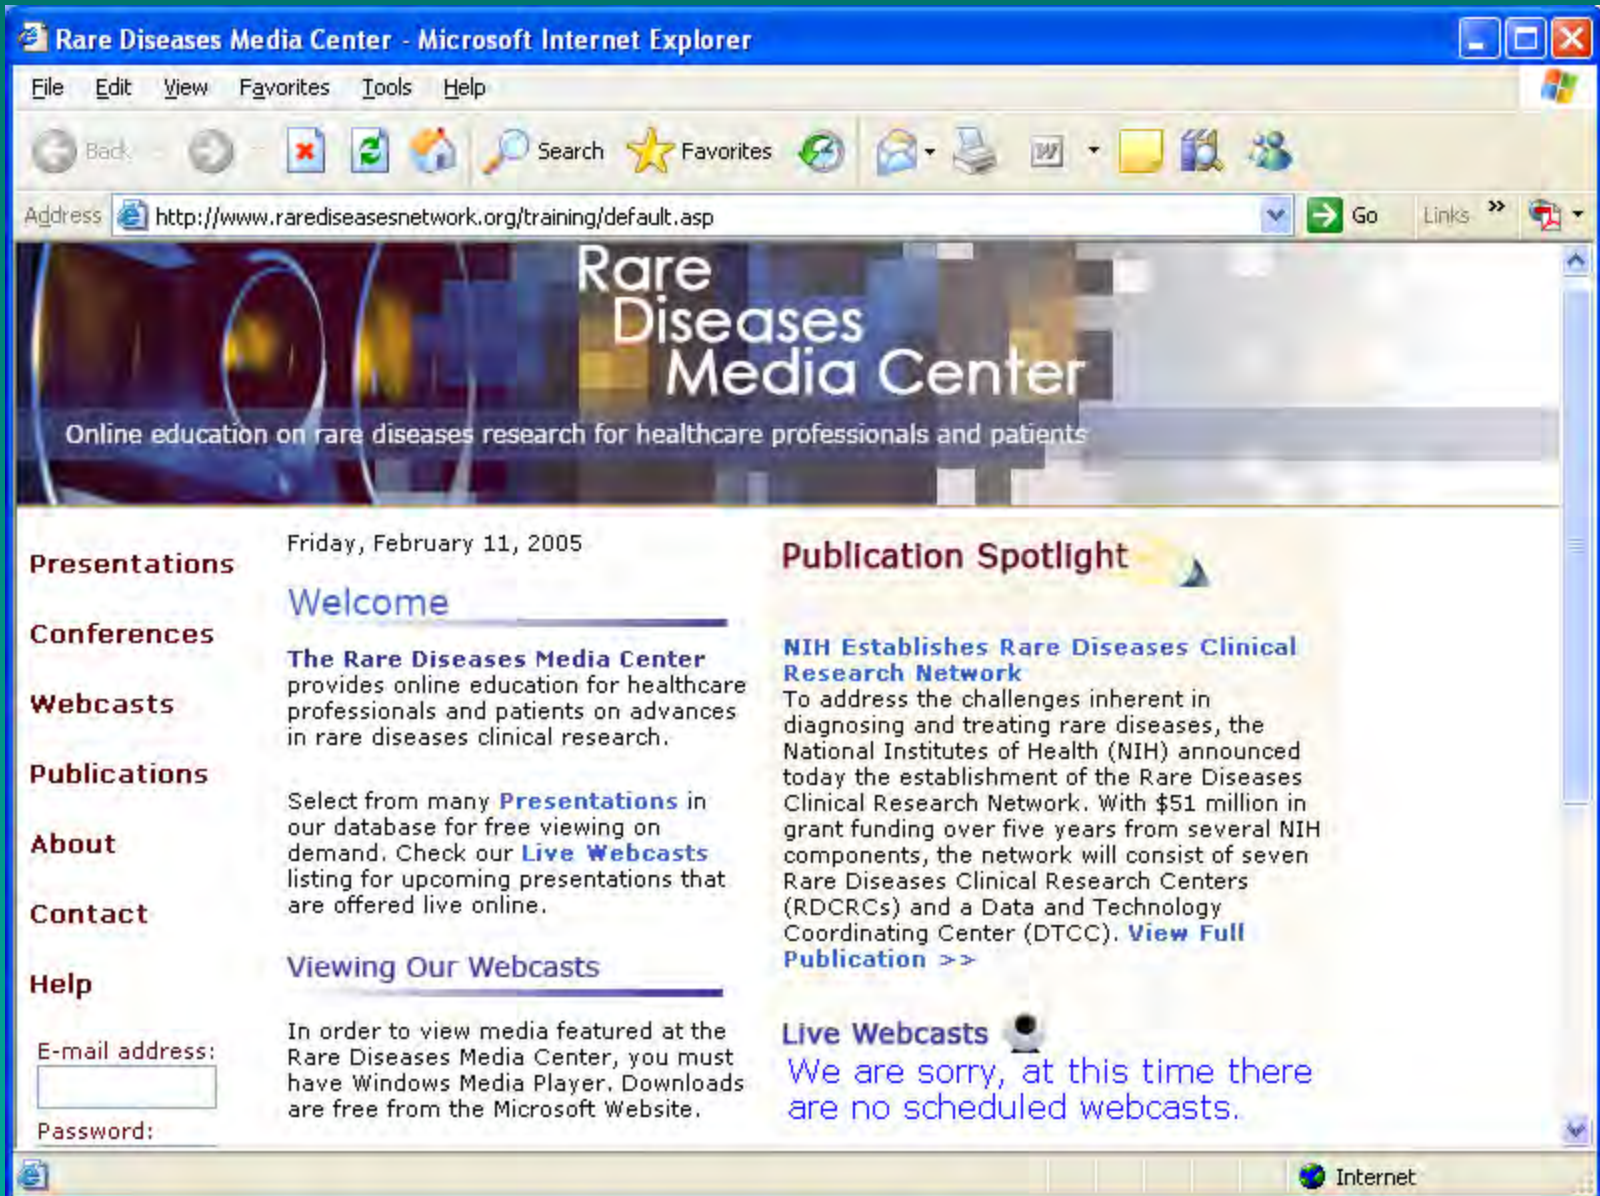 Rare Diseases Media Center - Microsoft Internet Explorer
File Edit View Favorites Tools Help
Back Search Favorites
Address http://www.rarediseasesnetwork.org/training/default.asp Go Links »
Rare
Diseases
Media Center
Online education on rare diseases research for healthcare professionals and patients
Presentations
Conferences
Webcasts
Publications
About
Contact
Help
E-mail address:
Password:
Friday, February 11, 2005
Welcome
The Rare Diseases Media Center
provides online education for healthcare
professionals and patients on advances
in rare diseases clinical research.
Select from many Presentations in
our database for free viewing on
demand. Check our Live Webcasts
listing for upcoming presentations that
are offered live online.
Viewing Our Webcasts
In order to view media featured at the
Rare Diseases Media Center, you must
have Windows Media Player. Downloads
are free from the Microsoft Website.
Publication Spotlight
NIH Establishes Rare Diseases Clinical
Research Network
To address the challenges inherent in
diagnosing and treating rare diseases, the
National Institutes of Health (NIH) announced
today the establishment of the Rare Diseases
Clinical Research Network. With $51 million in
grant funding over five years from several NIH
components, the network will consist of seven
Rare Diseases Clinical Research Centers
(RDCRCs) and a Data and Technology
Coordinating Center (DTCC). View Full
Publication >>
Live Webcasts
We are sorry, at this time there
are no scheduled webcasts.
Internet